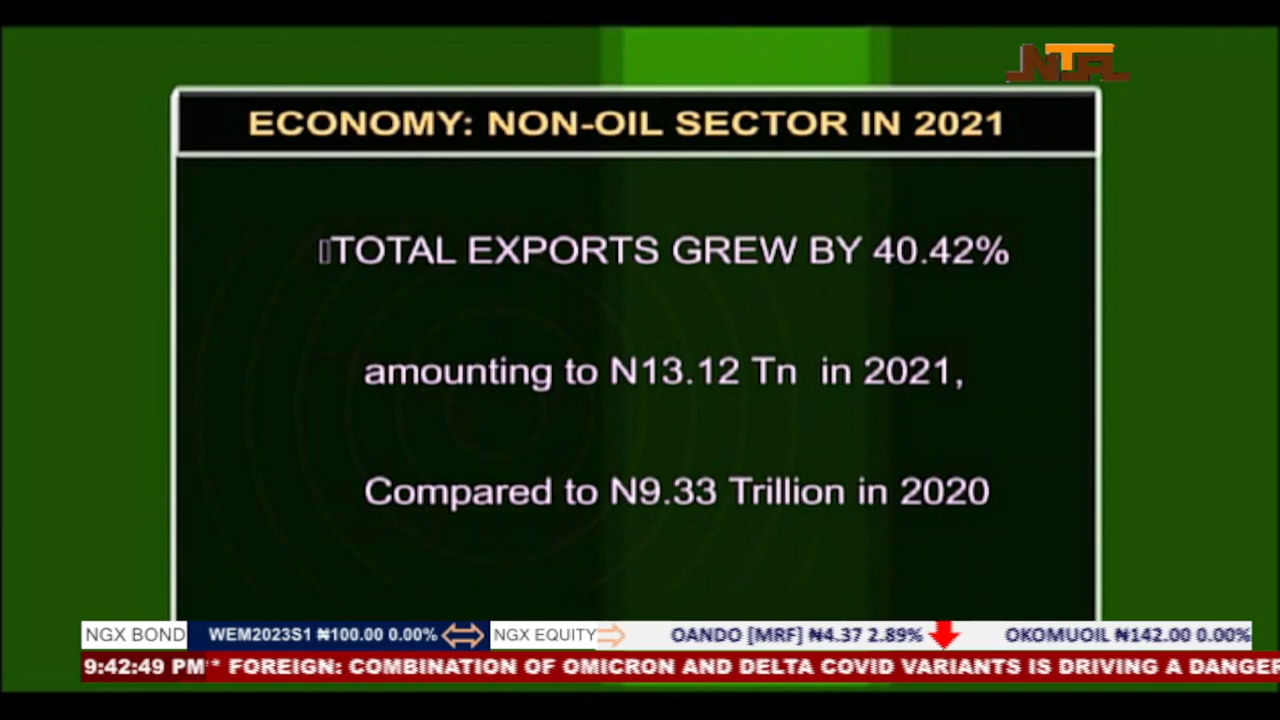 NTA
ECONOMY: NON-OIL SECTOR IN 2021
TOTAL EXPORTS GREW BY 40.42%
amounting to N13.12 Tn in 2021,
Compared to N9.33 Trillion in 2020
NGX BOND WEM2023S1 ₦100.00 0.00% NGX EQUITY OANDO [MRF] ₦4.37 2.89% OKOMUOIL ₦142.00 0.00%
9:42:49 PM * FOREIGN: COMBINATION OF OMICRON AND DELTA COVID VARIANTS IS DRIVING A DANGER